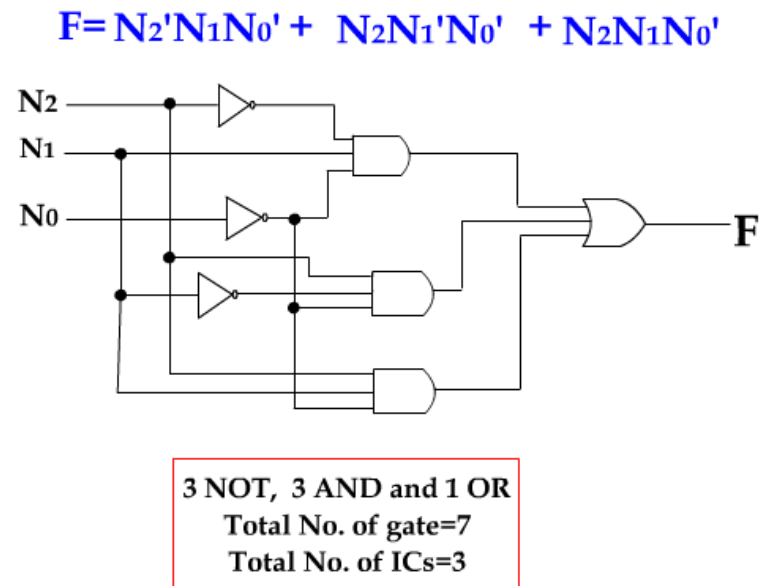 F= N2'N1N0' + N2N1'N0' + N2N1N0'
N2
N1
N0
F
3 NOT, 3 AND and 1 OR
Total No. of gate=7
Total No. of ICs=3